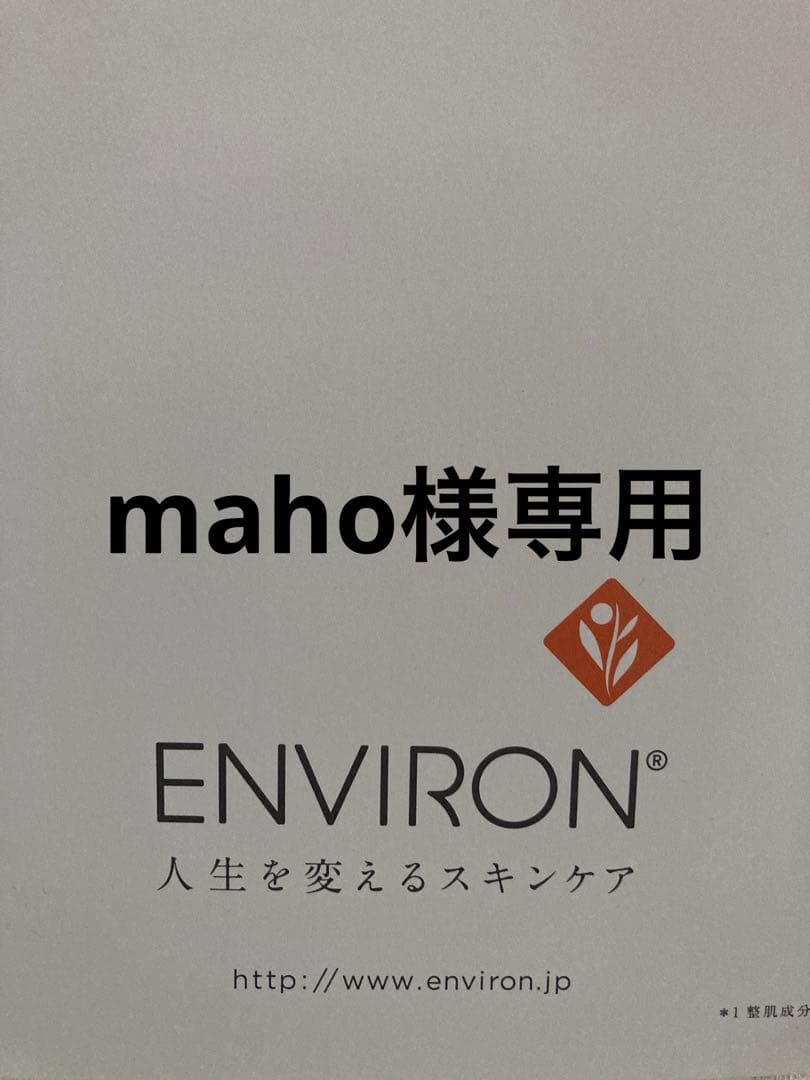 maho様専用
ENVIRON®
人生を変えるスキンケア
http://www.environ.jp
*1 整肌成分